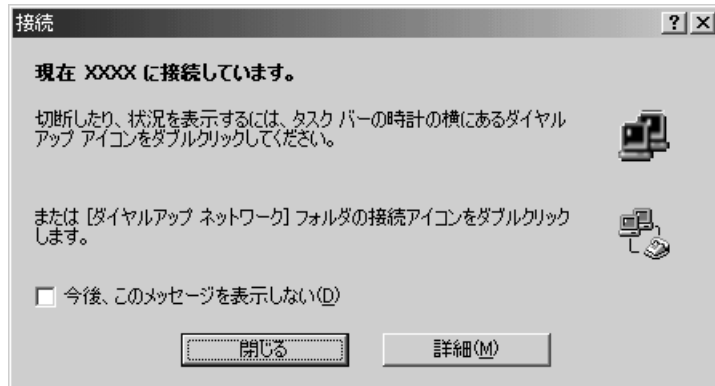 接続
現在 XXXX に接続しています。
切断したり、状況を表示するには、タスク バーの時計の横にあるダイヤル
アップ アイコンをダブルクリックしてください。
または [ダイヤルアップ ネットワーク] フォルダの接続アイコンをダブルクリック
します。
今後、このメッセージを表示しない(D)
閉じる
詳細(M)